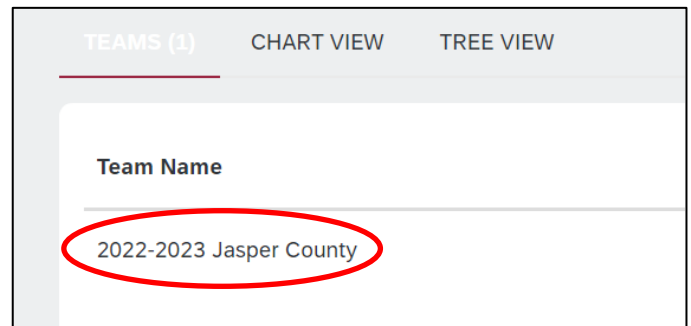 TEAMS (1) CHART VIEW TREE VIEW
Team Name
2022-2023 Jasper County